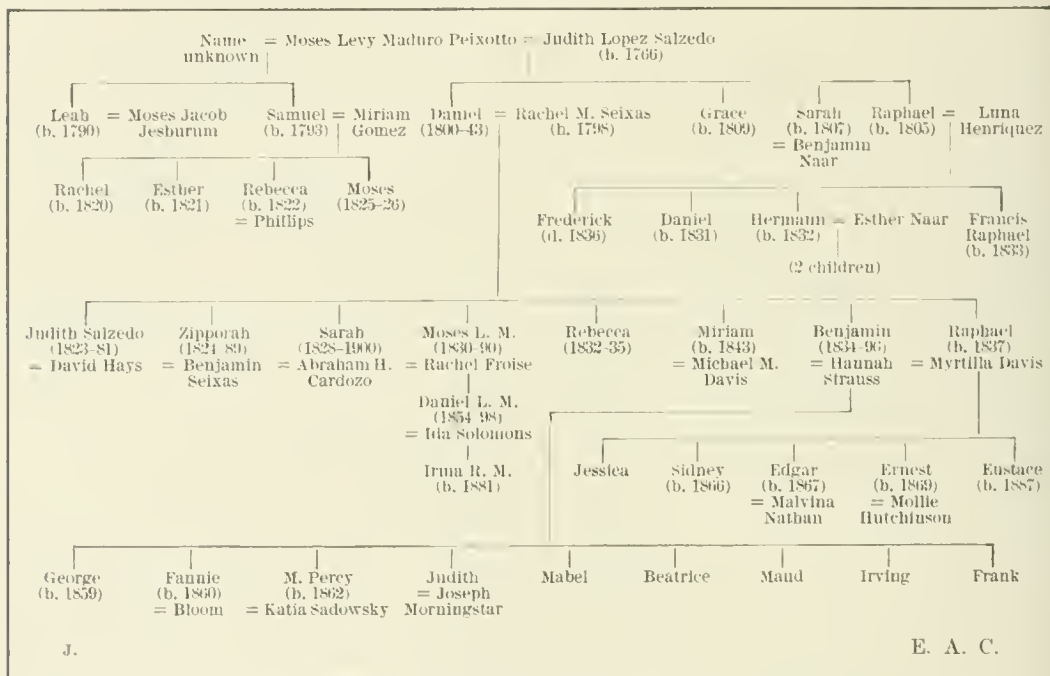 Name = Moses Levy Maduro Peixotto = Judith Lopez Salzedo
unknown (b. 1766)
Leah = Moses Jacob Samuel = Miriam Daniel = Rachel M. Seixas Grace Sarah Raphael = Luna
(b. 1790) Jesburum (b. 1793) Gomez (1800-43) (b. 1798) (b. 1809) (b. 1807) (b. 1805) Henriquez
= Benjamin
Naar
Rachel Esther Rebecca Moses
(b. 1820) (b. 1821) (b. 1822) (1825-26)
= Phillips
Frederick Daniel Hermann = Esther Naar Francis
(d. 1836) (b. 1831) (b. 1832) Raphael
(b. 1833)
(2 children)
Judith Salzedo Zipporah Sarah Moses L. M. Rebecca Miriam Benjamin Raphael
(1823-81) (1824-89) (1828-1900) (1830-90) (1832-35) (b. 1843) (1834-96) (b. 1837)
= David Hays = Benjamin = Abraham H. = Rachel Froise = Michael M. = Hannah = Myrtilla Davis
Seixas Cardozo Davis Strauss
Daniel L. M.
(1854-98)
= Ida Solomons
Irma R. M.
(b. 1881)
Jessica Sidney Edgar Ernest Eustace
(b. 1866) (b. 1867) (b. 1869) (b. 1887)
= Malvina = Mollie
Nathan Hutchinson
George Fannie M. Percy Judith Mabel Beatrice Maud Irving Frank
(b. 1859) (b. 1860) (b. 1862) = Joseph
= Bloom = Katia Sadowsky Morningstar
J. E. A. C.